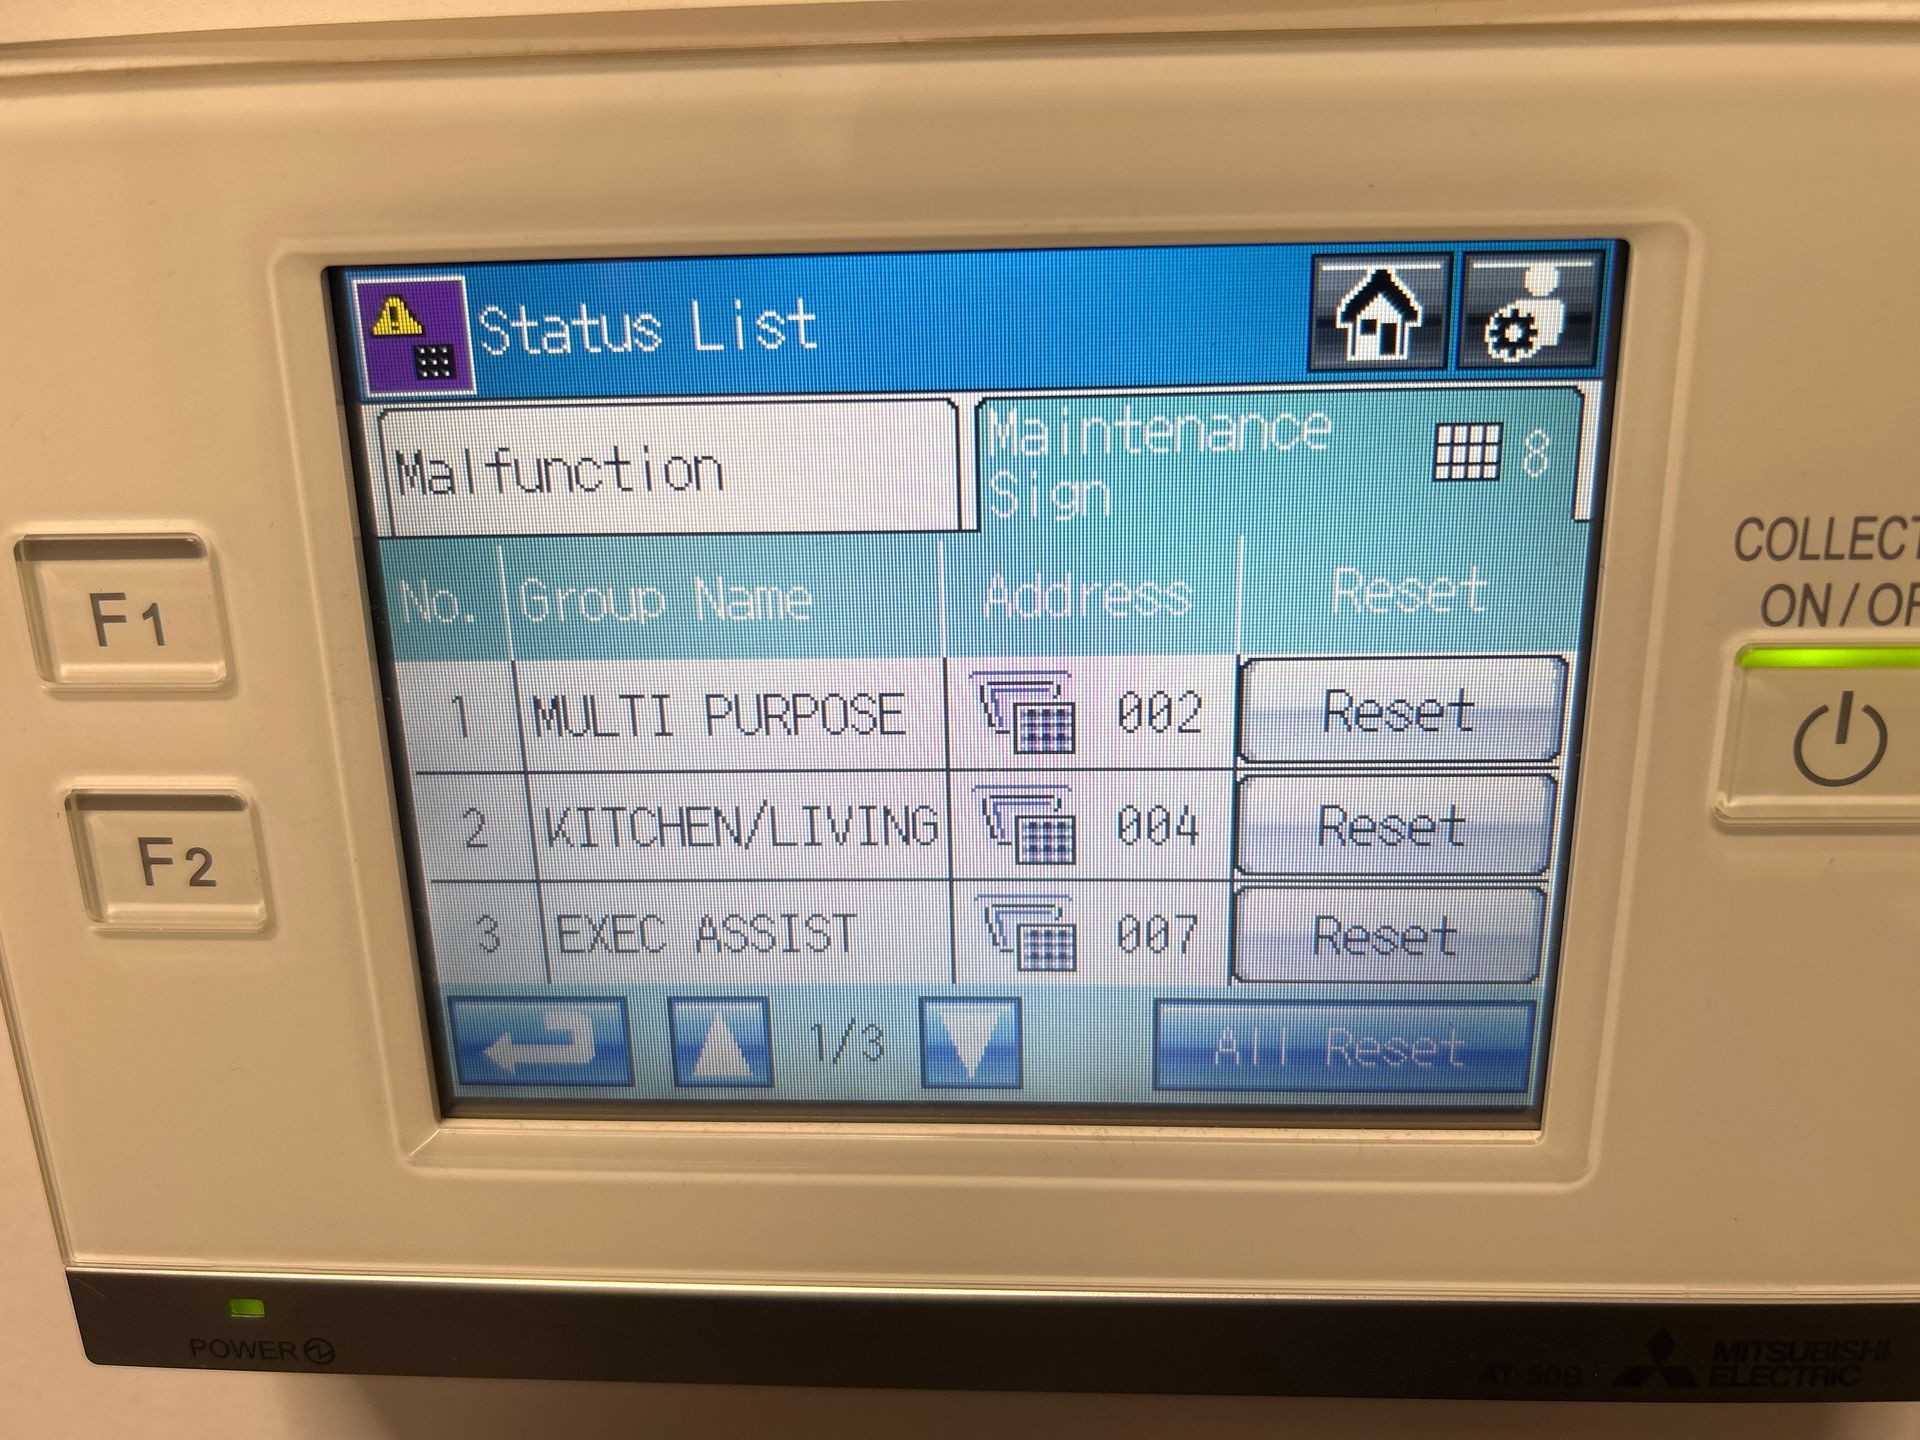 Status List
Malfunction
Maintenance Sign 8
No. Group Name Address Reset
1 MULTI PURPOSE 002 Reset
2 KITCHEN/LIVING 004 Reset
3 EXEC ASSIST 007 Reset
1/3 All Reset
F1
F2
COLLECT
ON/OF
POWER
AT-50B
MITSUBISHI
ELECTRIC